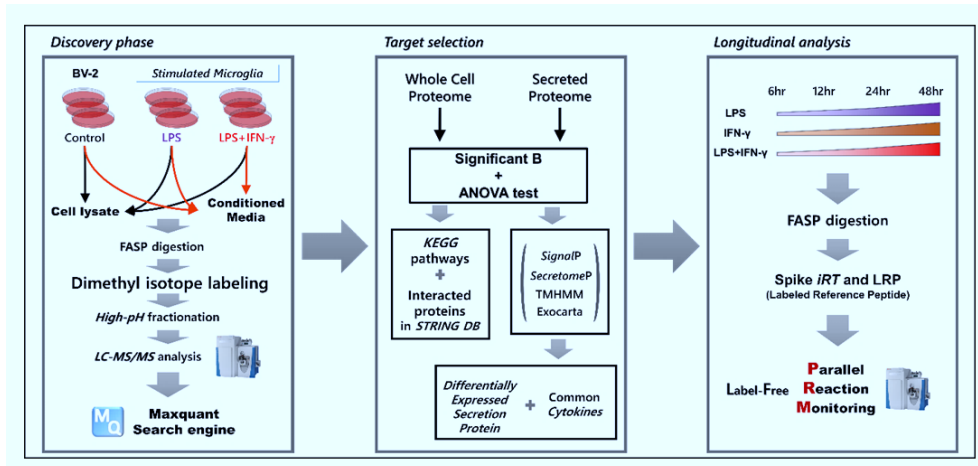 Discovery phase
BV-2
Stimulated Microglia
Control
LPS
LPS+IFN-γ
Cell lysate
Conditioned
Media
FASP digestion
Dimethyl isotope labeling
High-pH fractionation
LC-MS/MS analysis
MQ
Maxquant
Search engine
Target selection
Whole Cell
Proteome
Secreted
Proteome
Significant B
+
ANOVA test
KEGG
pathways
+
Interacted
proteins
in STRING DB
SignalP
SecretomeP
TMHMM
Exocarta
Differentially
Expressed
Secretion
Protein
+
Common
Cytokines
Longitudinal analysis
6hr 12hr 24hr 48hr
LPS
IFN-γ
LPS+IFN-γ
FASP digestion
Spike iRT and LRP
(Labeled Reference Peptide)
Label-Free
Parallel
Reaction
Monitoring